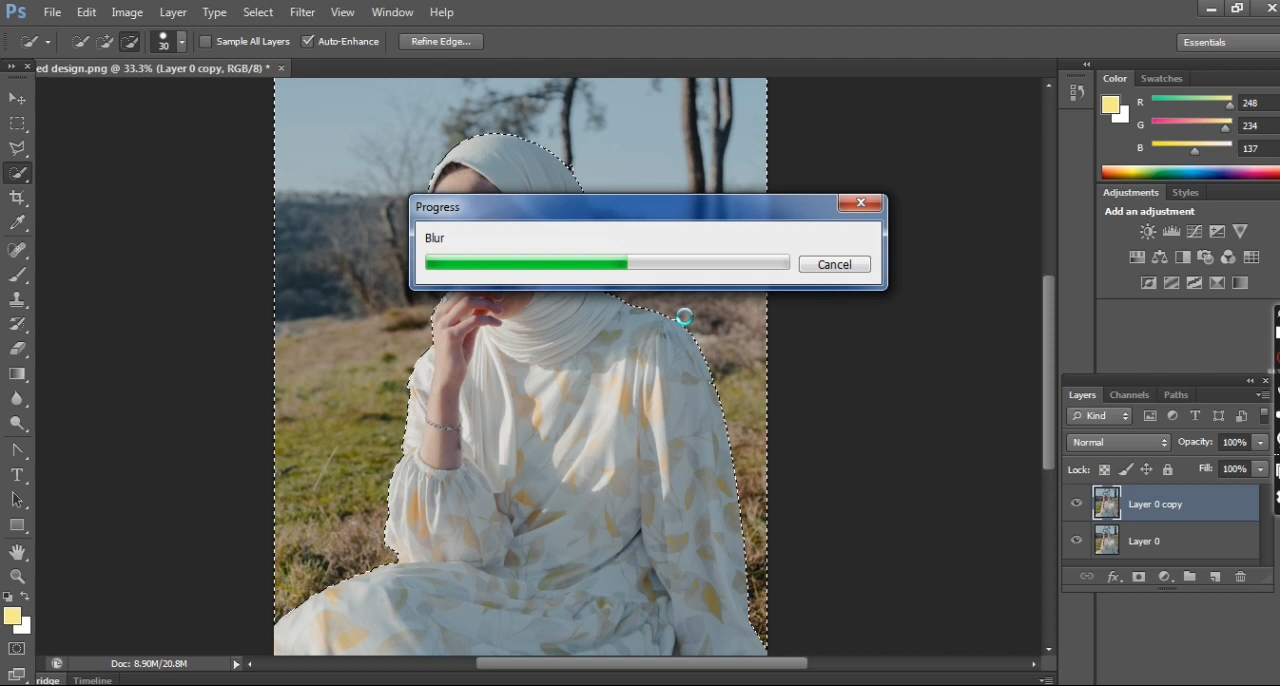 Ps File Edit Image Layer Type Select Filter View Window Help
30 Sample All Layers Auto-Enhance Refine Edge... Essentials
ed design.png @ 33.3% (Layer 0 copy, RGB/8) * ×
Color Swatches
R 248
G 234
B 137
Adjustments Styles
Add an adjustment
Progress
Blur
Cancel
Layers Channels Paths
Kind
Normal Opacity: 100%
Lock: Fill: 100%
Layer 0 copy
Layer 0
fx
Doc: 8.90M/20.8M
ridge Timeline